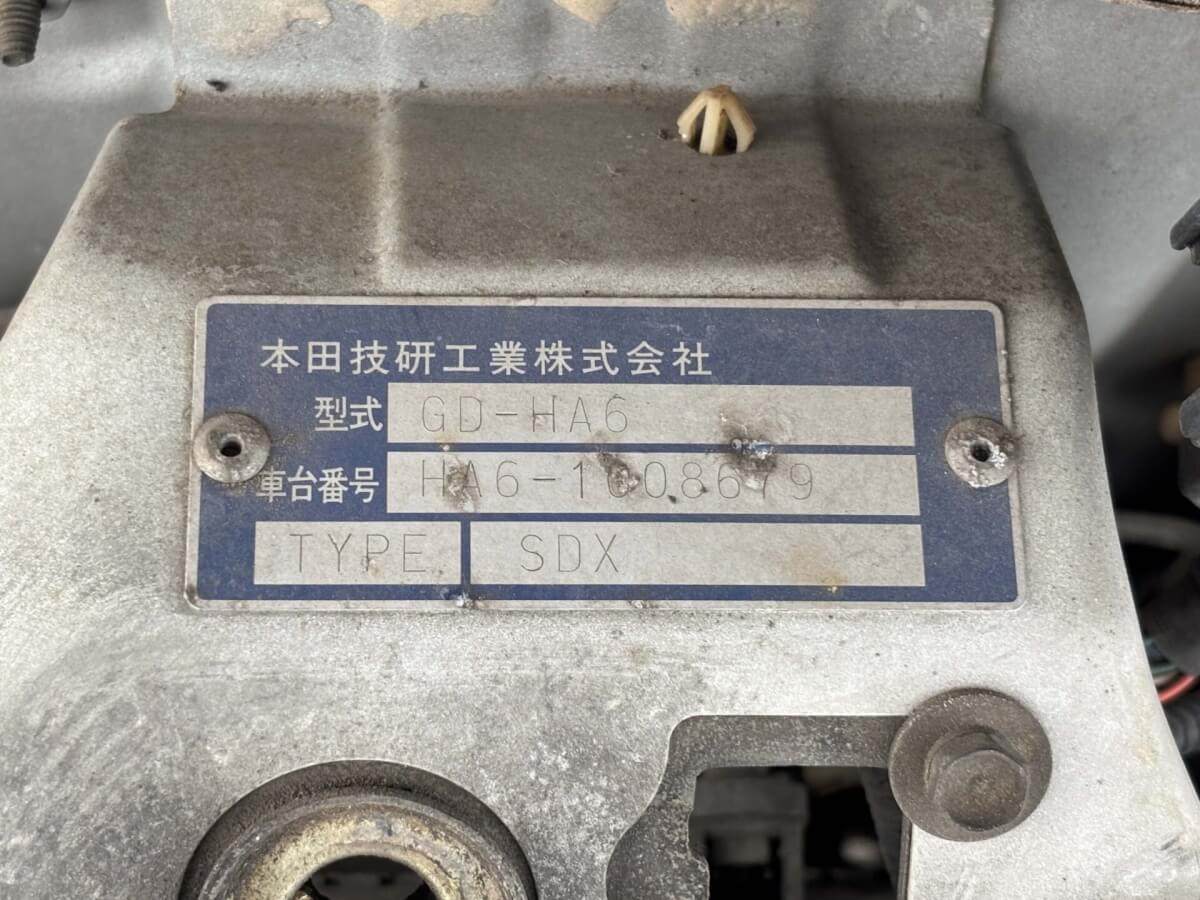 本田技研工業株式会社
型式 GD-HA6
車台番号 HA6-1608679
TYPE SDX